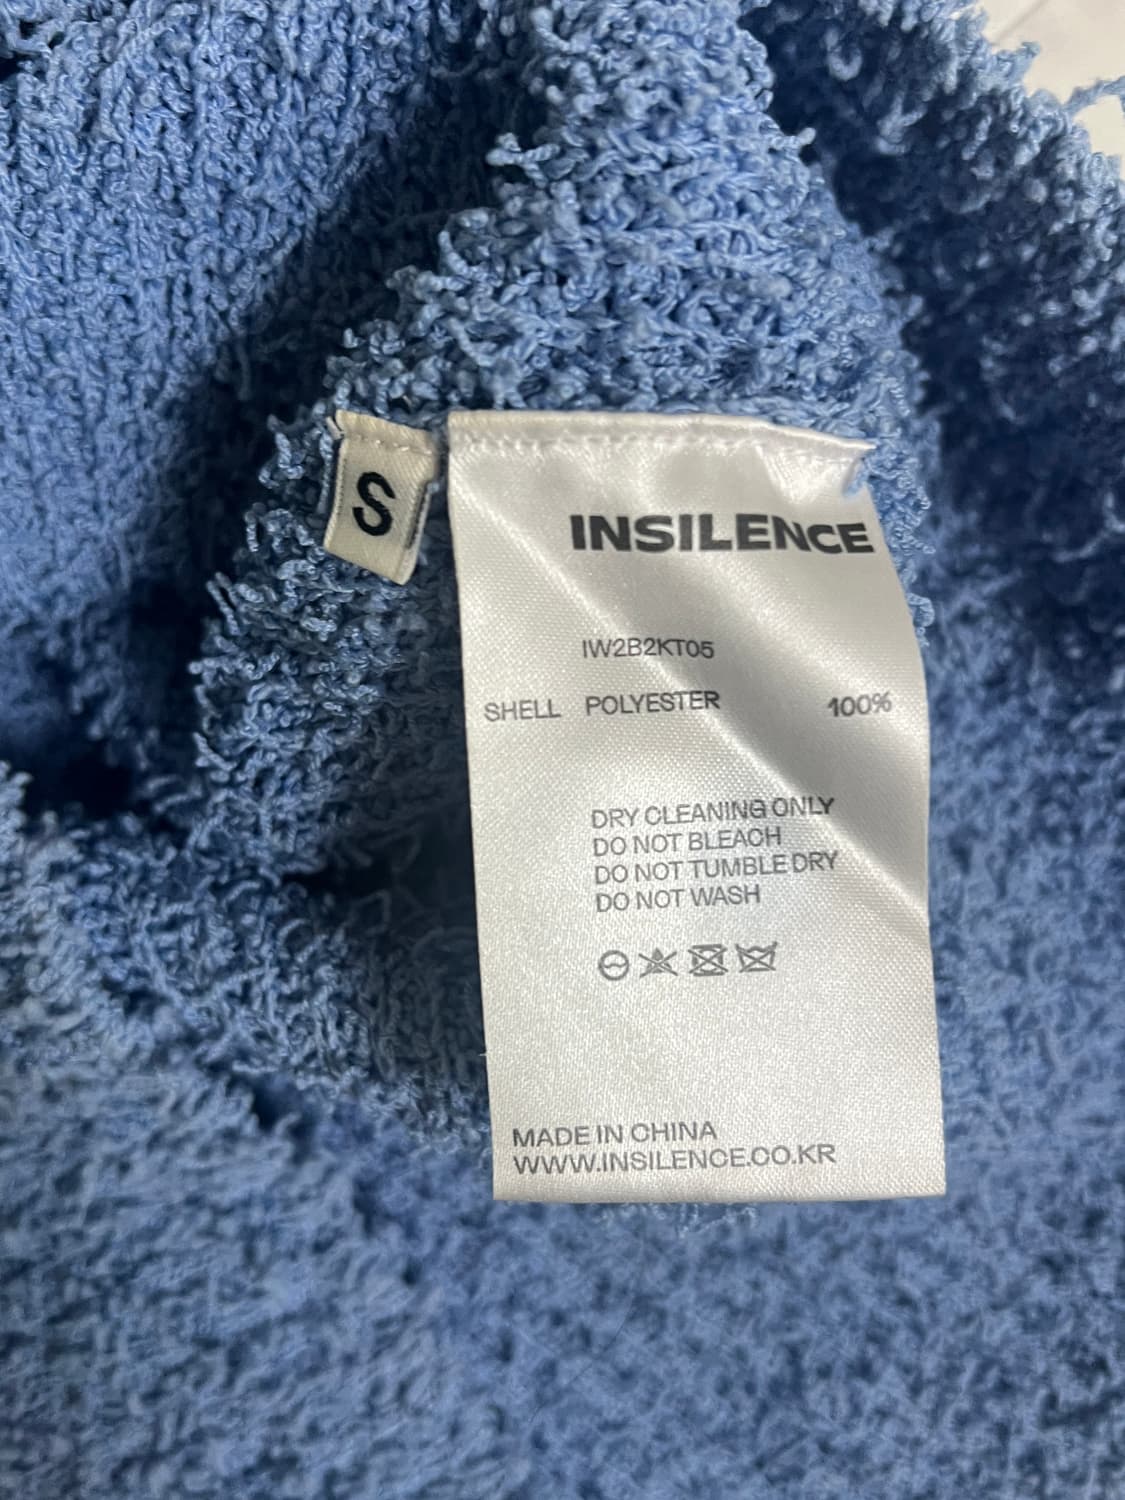 S
INSILENCE
IW2B2KT05
SHELL POLYESTER 100%
DRY CLEANING ONLY
DO NOT BLEACH
DO NOT TUMBLE DRY
DO NOT WASH
MADE IN CHINA
WWW.INSILENCE.CO.KR